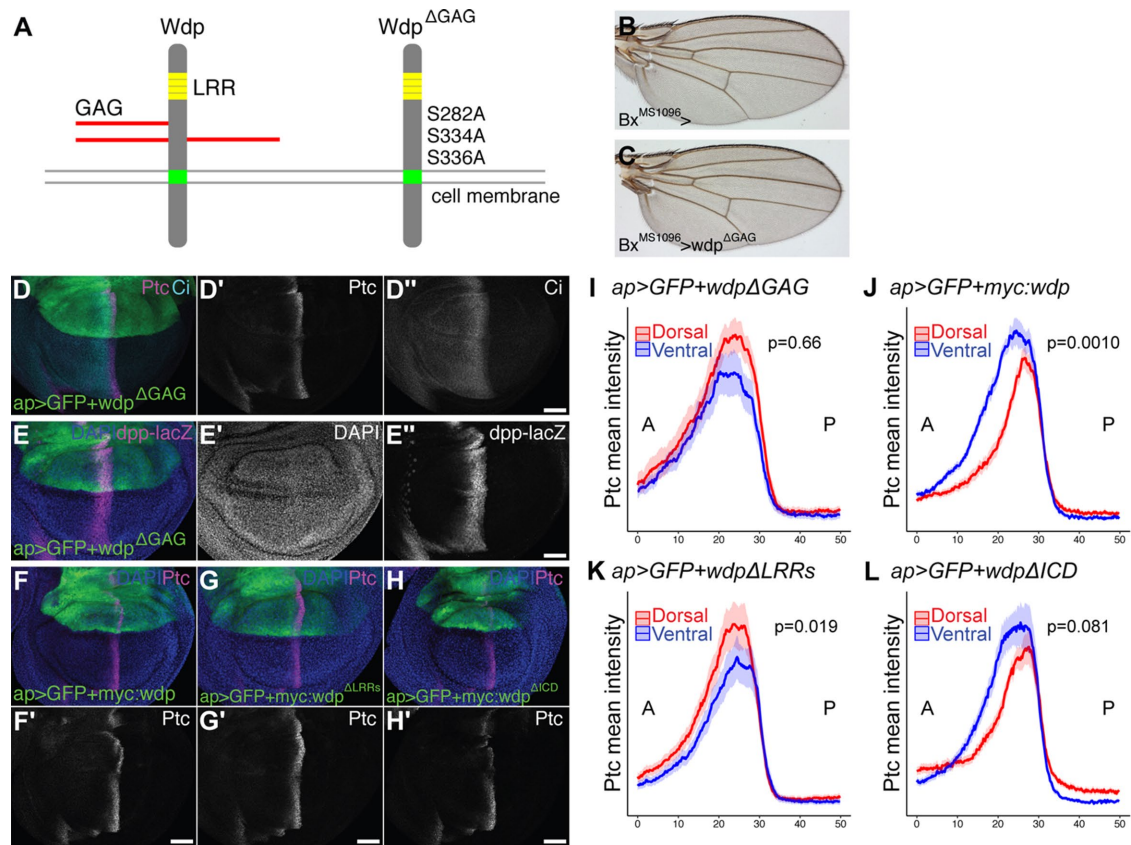 A
Wdp
Wdp ΔGAG
LRR
GAG
S282A
S334A
S336A
cell membrane
B
Bx MS1096>
C
Bx MS1096>wdp ΔGAG
D
Ptc Ci
ap>GFP+wdp ΔGAG
D' Ptc
D" Ci
E
DAPI dpp-lacZ
ap>GFP+wdp ΔGAG
E' DAPI
E" dpp-lacZ
F
DAPI Ptc
ap>GFP+myc:wdp
G
DAPI Ptc
ap>GFP+myc:wdp ΔLRRs
H
DAPI Ptc
ap>GFP+myc:wdp ΔICD
F' Ptc
G' Ptc
H' Ptc
I ap>GFP+wdpΔGAG
Ptc mean intensity
Dorsal
Ventral
p=0.66
A P
0 10 20 30 40 50
J ap>GFP+myc:wdp
Ptc mean intensity
Dorsal
Ventral
p=0.0010
A P
0 10 20 30 40 50
K ap>GFP+wdpΔLRRs
Ptc mean intensity
Dorsal
Ventral
p=0.019
A P
0 10 20 30 40 50
L ap>GFP+wdpΔICD
Ptc mean intensity
Dorsal
Ventral
p=0.081
A P
0 10 20 30 40 50